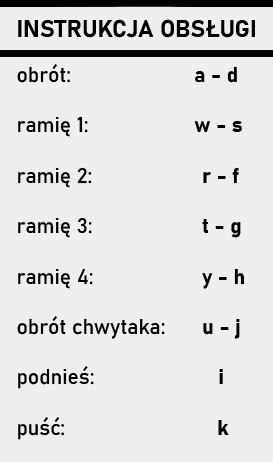 INSTRUKCJA OBSŁUGI
obrót: a - d
ramię 1: w - s
ramię 2: r - f
ramię 3: t - g
ramię 4: y - h
obrót chwytaka: u - j
podnieś: i
puść: k